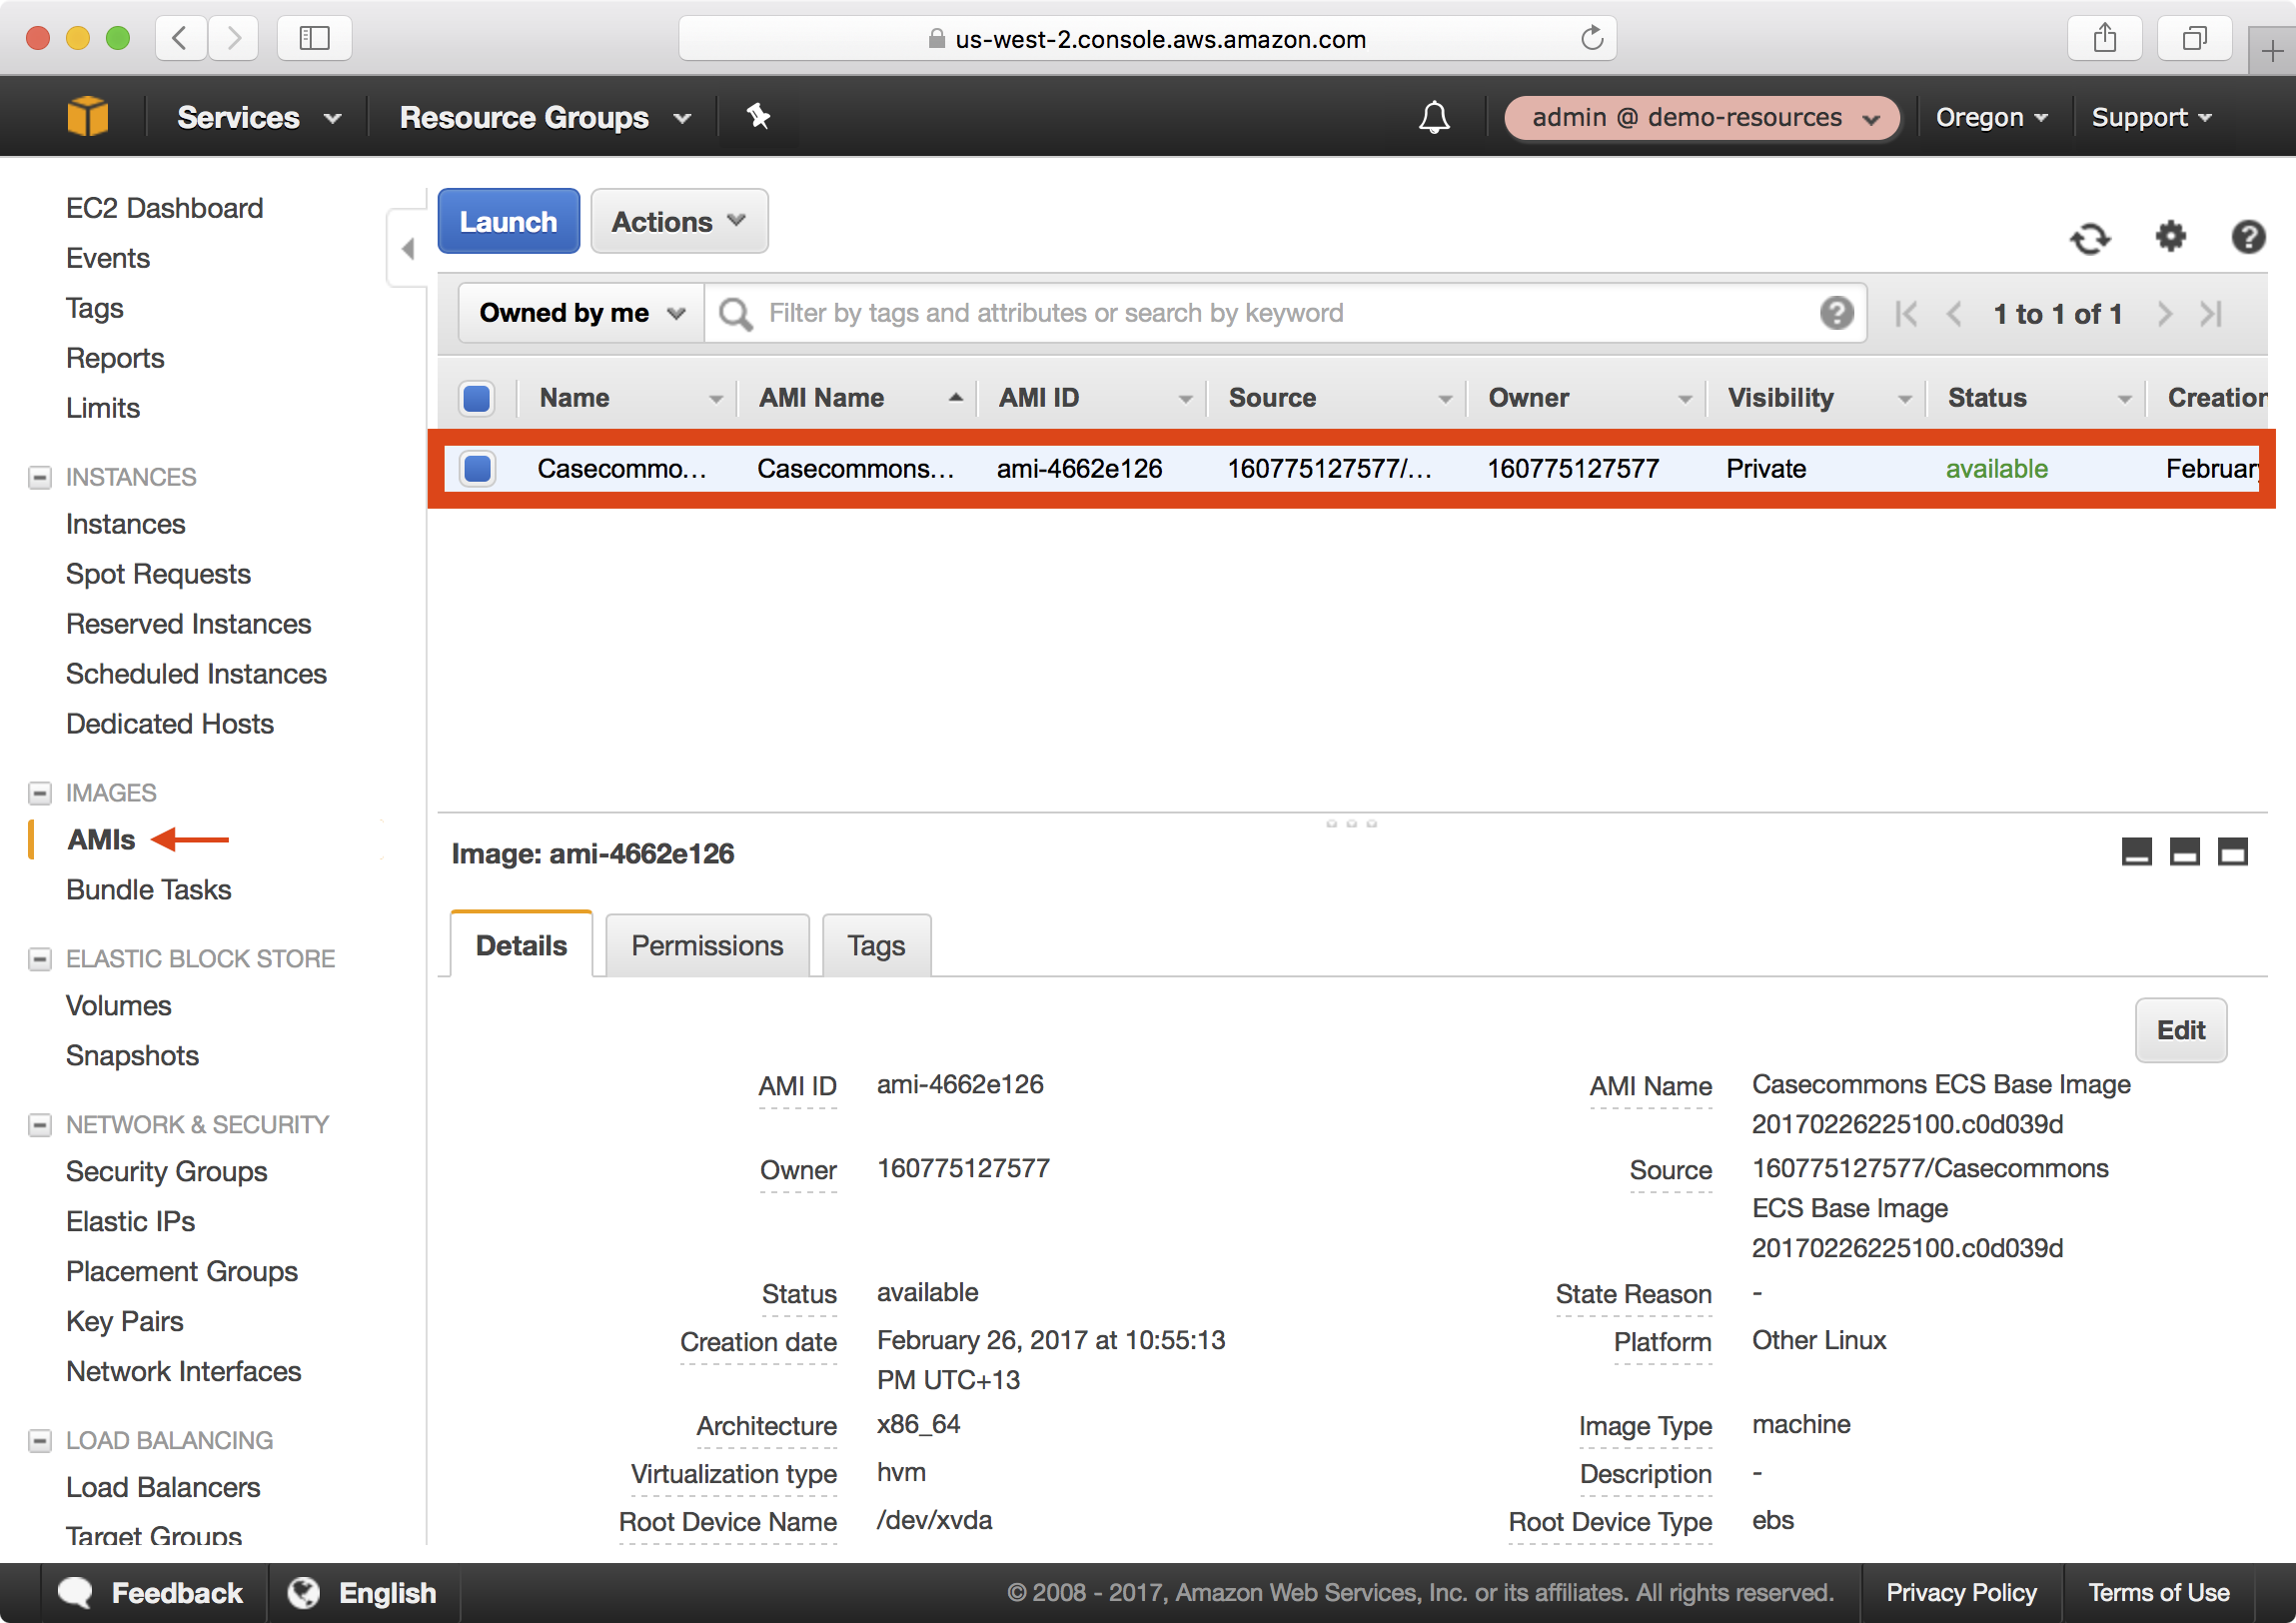 us-west-2.console.aws.amazon.com
Services
Resource Groups
admin @ demo-resources
Oregon
Support
EC2 Dashboard
Events
Tags
Reports
Limits
INSTANCES
Instances
Spot Requests
Reserved Instances
Scheduled Instances
Dedicated Hosts
IMAGES
AMIs
Bundle Tasks
ELASTIC BLOCK STORE
Volumes
Snapshots
NETWORK & SECURITY
Security Groups
Elastic IPs
Placement Groups
Key Pairs
Network Interfaces
LOAD BALANCING
Load Balancers
Target Groups
Launch Actions
Owned by me Filter by tags and attributes or search by keyword ? 1 to 1 of 1
Name AMI Name AMI ID Source Owner Visibility Status Creation
Casecommo... Casecommons... ami-4662e126 160775127577/... 160775127577 Private available February
Image: ami-4662e126
Details Permissions Tags
Edit
AMI ID ami-4662e126
AMI Name Casecommons ECS Base Image
20170226225100.c0d039d
Owner 160775127577
Source 160775127577/Casecommons
ECS Base Image
20170226225100.c0d039d
Status available
State Reason -
Creation date February 26, 2017 at 10:55:13
PM UTC+13
Platform Other Linux
Architecture x86_64
Image Type machine
Virtualization type hvm
Description -
Root Device Name /dev/xvda
Root Device Type ebs
Feedback English
© 2008 - 2017, Amazon Web Services, Inc. or its affiliates. All rights reserved. Privacy Policy Terms of Use